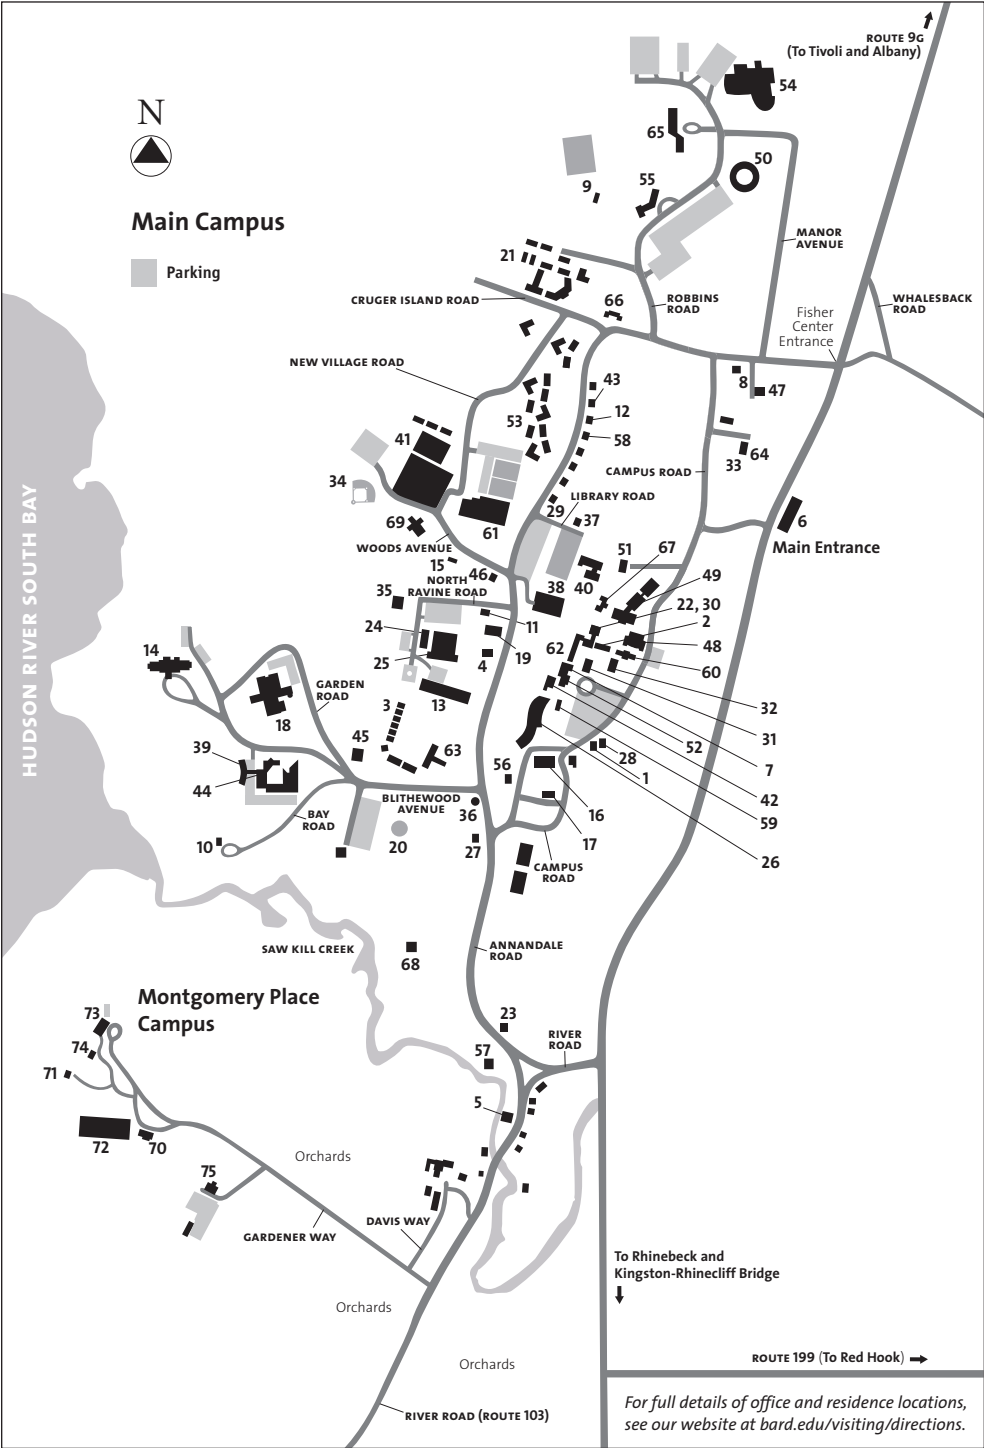 ROUTE 9G
(To Tivoli and Albany)
54
N
65
50
9
55
Main Campus
MANOR
AVENUE
21
Parking
CRUGER ISLAND ROAD
66
ROBBINS
ROAD
WHALESBACK
ROAD
Fisher
Center
Entrance
NEW VILLAGE ROAD
43
8
47
12
53
41
58
33
64
CAMPUS ROAD
34
29
LIBRARY ROAD
37
6
69
61
Main Entrance
WOODS AVENUE
HUDSON RIVER SOUTH BAY
15
46
51
67
NORTH
RAVINE ROAD
38
40
49
35
22, 30
11
2
24
62
48
14
25
4
19
60
GARDEN
ROAD
32
3
13
18
31
39
45
63
52
7
28
44
56
1
42
BLITHEWOOD
AVENUE
36
16
59
BAY
ROAD
10
20
27
17
26
CAMPUS
ROAD
SAW KILL CREEK
ANNANDALE
ROAD
68
Montgomery Place
Campus
73
23
74
57
RIVER
ROAD
71
5
72
70
Orchards
75
DAVIS WAY
GARDENER WAY
To Rhinebeck and
Kingston-Rhinecliff Bridge
Orchards
ROUTE 199 (To Red Hook)
Orchards
RIVER ROAD (ROUTE 103)
For full details of office and residence locations,
see our website at bard.edu/visiting/directions.